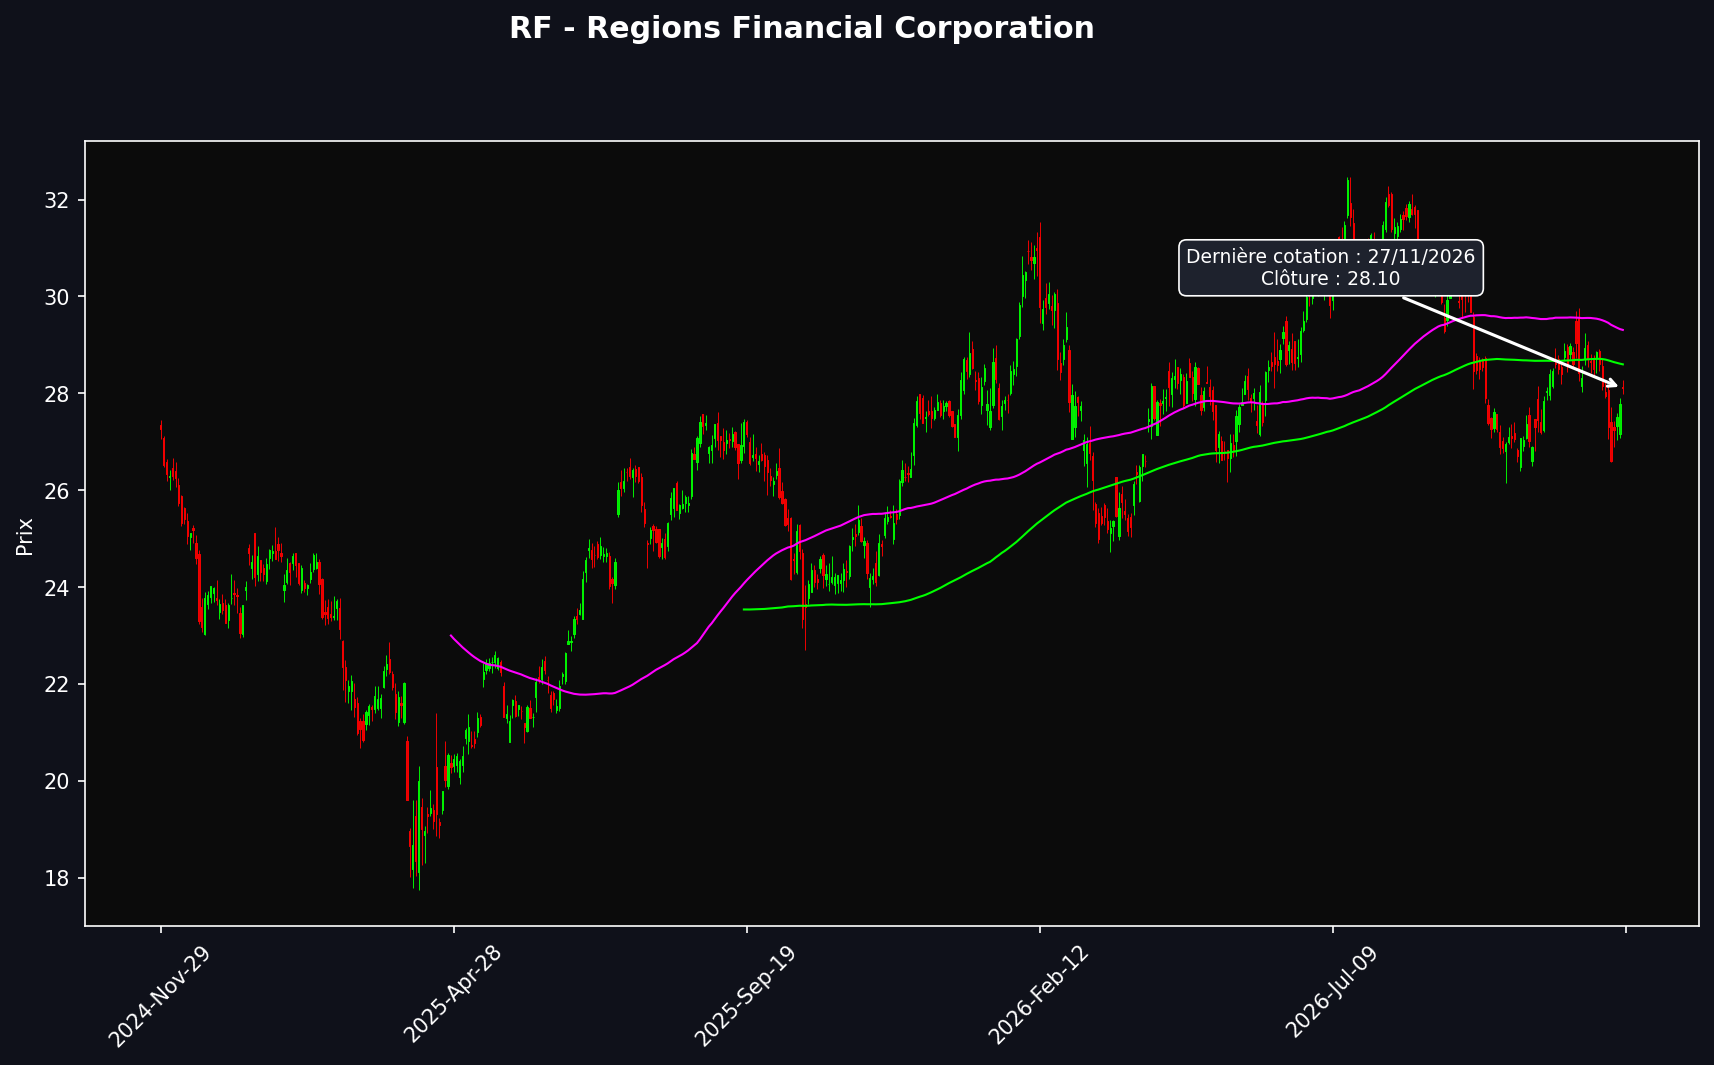 RF - Regions Financial Corporation
Prix
32
30
28
26
24
22
20
18
Dernière cotation : 27/11/2026
Clôture : 28.10
2024-Nov-29
2025-Apr-28
2025-Sep-19
2026-Feb-12
2026-Jul-09